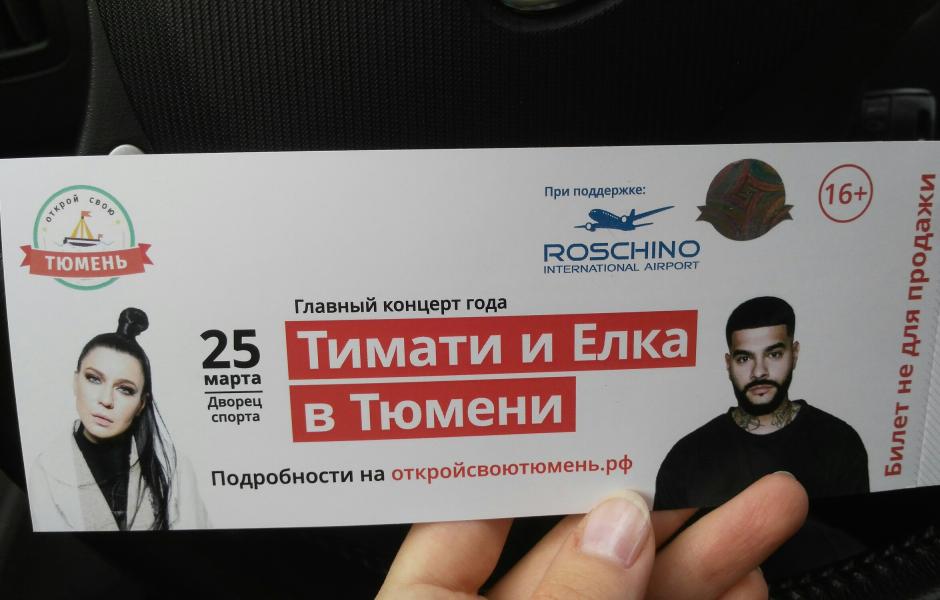 открой свою
ТЮМЕНЬ
При поддержке:
ROSCHINO
INTERNATIONAL AIRPORT
16+
Главный концерт года
25
марта
Дворец
спорта
Тимати и Елка
в Тюмени
Подробности на откройсвоютюмень.рф
Билет не для продажи